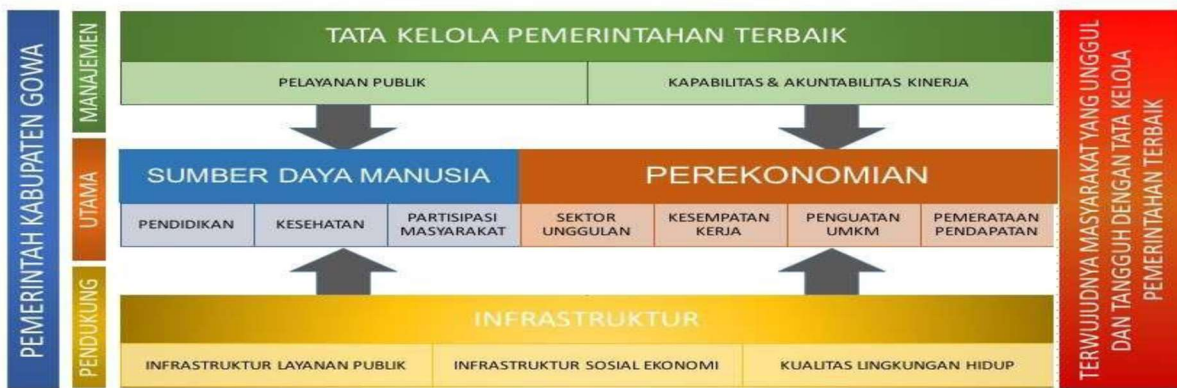 PEMERINTAH KABUPATEN GOWA
MANAJEMEN
TATA KELOLA PEMERINTAHAN TERBAIK
PELAYANAN PUBLIK
KAPABILITAS & AKUNTABILITAS KINERJA
UTAMA
SUMBER DAYA MANUSIA
PEREKONOMIAN
PENDIDIKAN
KESEHATAN
PARTISIPASI
MASYARAKAT
SEKTOR
UNGGULAN
KESEMPATAN
KERJA
PENGUATAN
UMKM
PEMERATAAN
PENDAPATAN
PENDUKUNG
INFRASTRUKTUR
INFRASTRUKTUR LAYANAN PUBLIK
INFRASTRUKTUR SOSIAL EKONOMI
KUALITAS LINGKUNGAN HIDUP
TERWUJUDNYA MASYARAKAT YANG UNGGUL
DAN TANGGUH DENGAN TATA KELOLA
PEMERINTAHAN TERBAIK